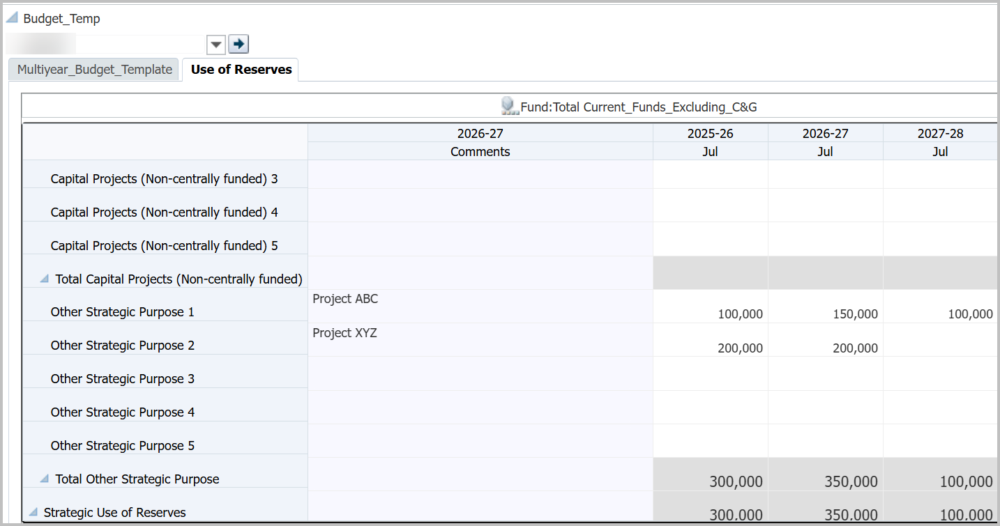 Budget_Temp
Multiyear_Budget_Template Use of Reserves
Fund:Total Current_Funds_Excluding_C&G
2026-27 2025-26 2026-27 2027-28
Comments Jul Jul Jul
Capital Projects (Non-centrally funded) 3
Capital Projects (Non-centrally funded) 4
Capital Projects (Non-centrally funded) 5
Total Capital Projects (Non-centrally funded)
Other Strategic Purpose 1 Project ABC 100,000 150,000 100,000
Other Strategic Purpose 2 Project XYZ 200,000 200,000
Other Strategic Purpose 3
Other Strategic Purpose 4
Other Strategic Purpose 5
Total Other Strategic Purpose 300,000 350,000 100,000
Strategic Use of Reserves 300,000 350,000 100,000